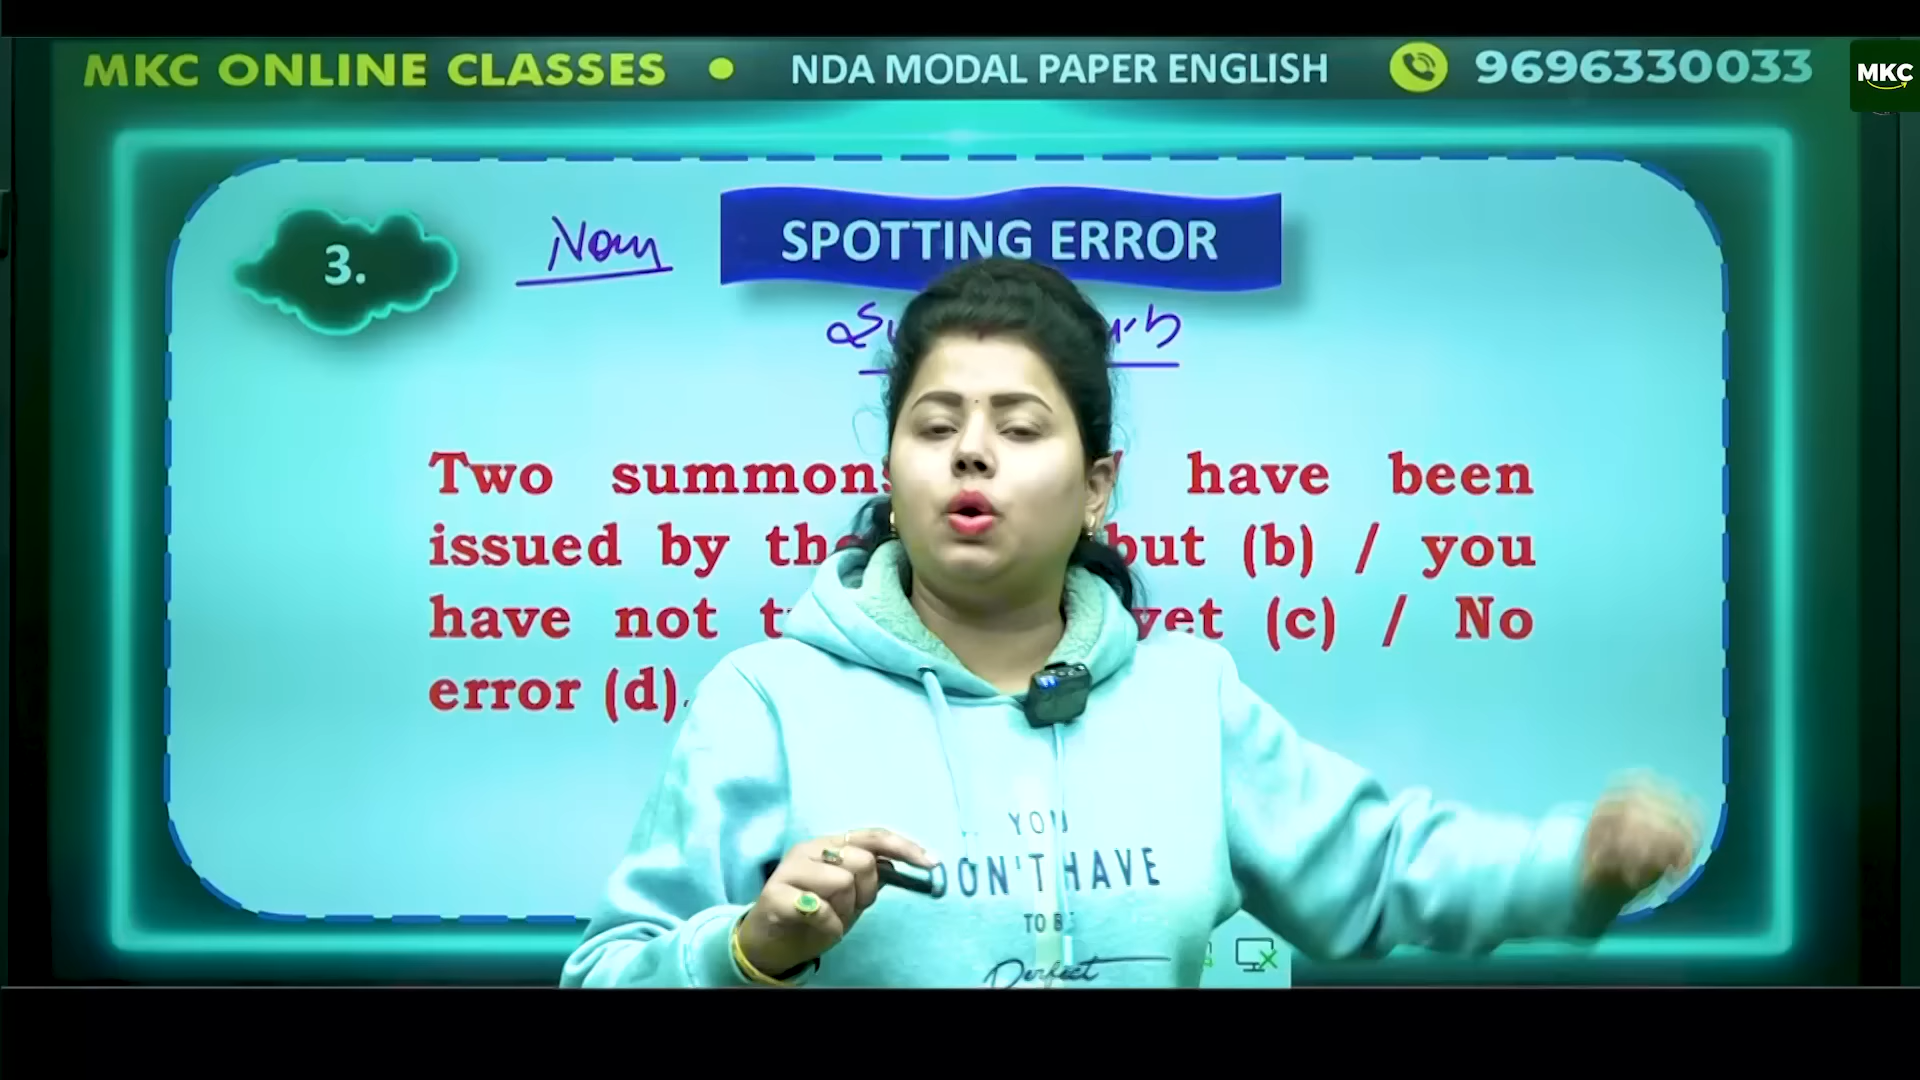 MKC ONLINE CLASSES • NDA MODAL PAPER ENGLISH 9696330033
MKC
3.
SPOTTING ERROR
Two summons have been
issued by the but (b) / you
have not yet (c) / No
error (d).
YOU
DON'T HAVE
TO BE
Perfect